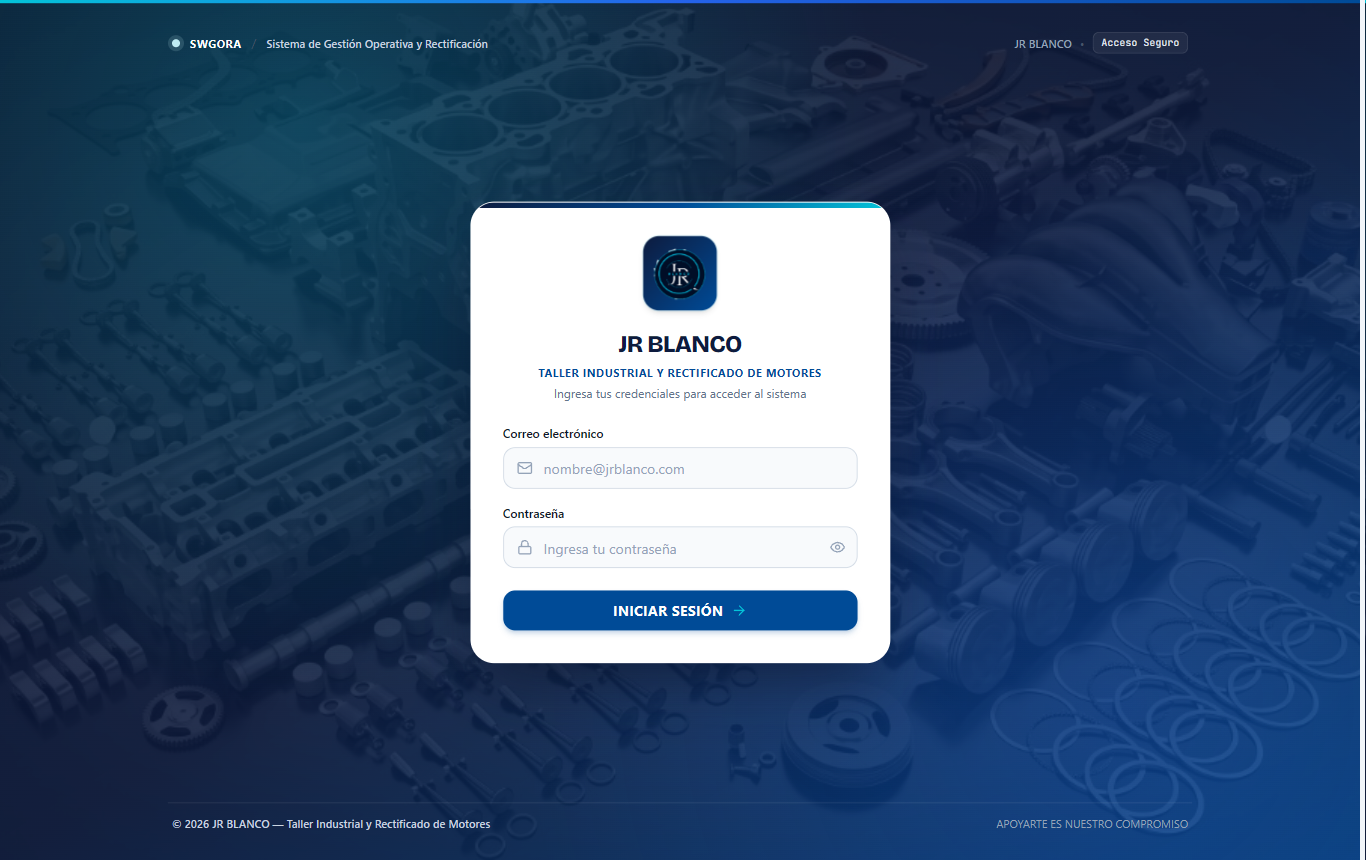 SWGORA / Sistema de Gestión Operativa y Rectificación
JR BLANCO • Acceso Seguro
JR
JR BLANCO
TALLER INDUSTRIAL Y RECTIFICADO DE MOTORES
Ingresa tus credenciales para acceder al sistema
Correo electrónico
nombre@jrblanco.com
Contraseña
Ingresa tu contraseña
INICIAR SESIÓN →
© 2026 JR BLANCO — Taller Industrial y Rectificado de Motores
APOYARTE ES NUESTRO COMPROMISO